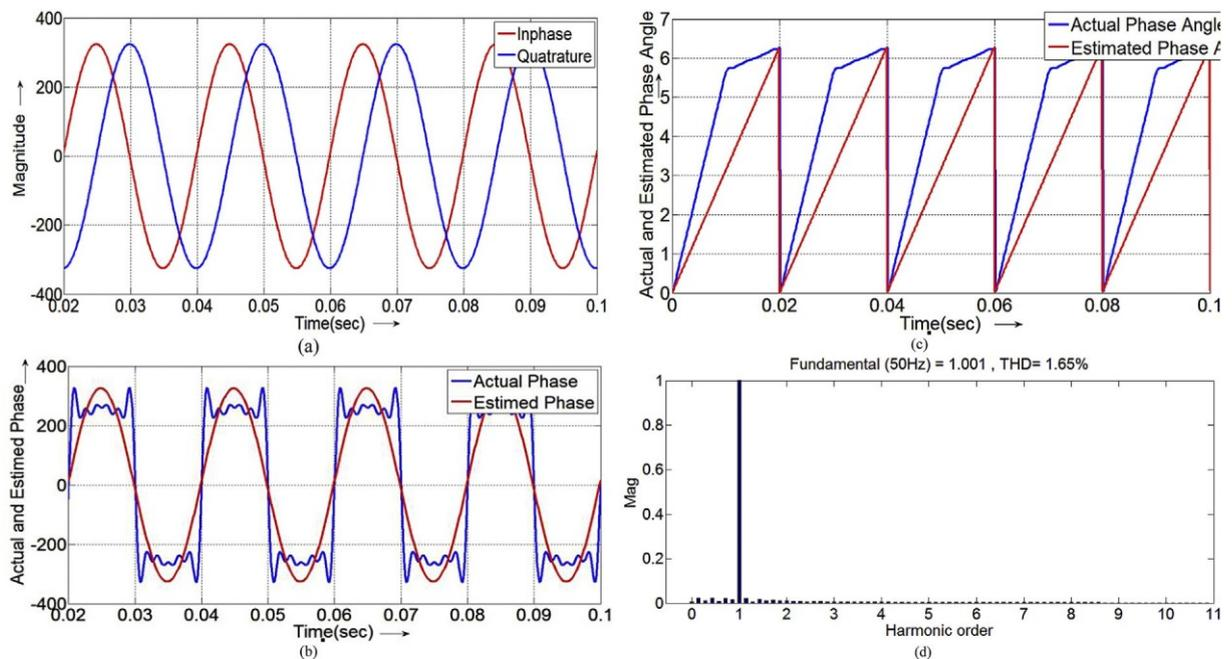 400
200
0
-200
-400
Magnitude
Inphase
Quatrature
0.02 0.03 0.04 0.05 0.06 0.07 0.08 0.09 0.1
Time(sec)
(a)
7
6
5
4
3
2
1
0
Actual and Estimated Phase Angle
Actual Phase Angle
Estimated Phase A
0 0.02 0.04 0.06 0.08 0.1
Time(sec)
(c)
400
200
0
-200
-400
Actual and Estimed Phase
Actual Phase
Estimed Phase
0.02 0.03 0.04 0.05 0.06 0.07 0.08 0.09 0.1
Time(sec)
(b)
Fundamental (50Hz) = 1.001 , THD= 1.65%
1
0.8
0.6
0.4
0.2
0
Mag
0 1 2 3 4 5 6 7 8 9 10 11
Harmonic order
(d)